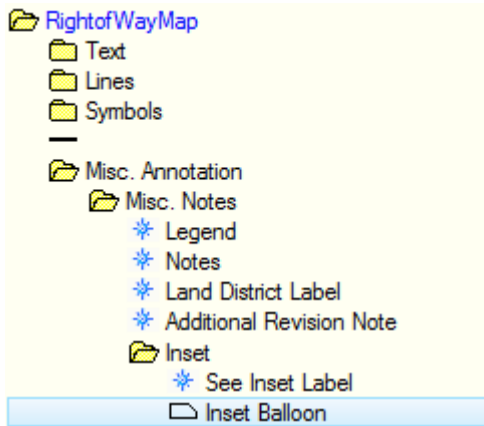 RightofWayMap
Text
Lines
Symbols
Misc. Annotation
Misc. Notes
Legend
Notes
Land District Label
Additional Revision Note
Inset
See Inset Label
Inset Balloon